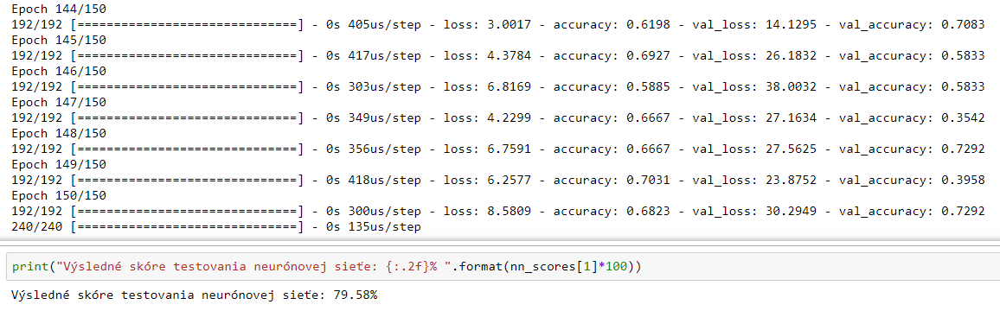 Epoch 144/150
192/192 [==============================] - 0s 405us/step - loss: 3.0017 - accuracy: 0.6198 - val_loss: 14.1295 - val_accuracy: 0.7083
Epoch 145/150
192/192 [==============================] - 0s 417us/step - loss: 4.3784 - accuracy: 0.6927 - val_loss: 26.1832 - val_accuracy: 0.5833
Epoch 146/150
192/192 [==============================] - 0s 303us/step - loss: 6.8169 - accuracy: 0.5885 - val_loss: 38.0032 - val_accuracy: 0.5833
Epoch 147/150
192/192 [==============================] - 0s 349us/step - loss: 4.2299 - accuracy: 0.6667 - val_loss: 27.1634 - val_accuracy: 0.3542
Epoch 148/150
192/192 [==============================] - 0s 356us/step - loss: 6.7591 - accuracy: 0.6667 - val_loss: 27.5625 - val_accuracy: 0.7292
Epoch 149/150
192/192 [==============================] - 0s 418us/step - loss: 6.2577 - accuracy: 0.7031 - val_loss: 23.8752 - val_accuracy: 0.3958
Epoch 150/150
192/192 [==============================] - 0s 300us/step - loss: 8.5809 - accuracy: 0.6823 - val_loss: 30.2949 - val_accuracy: 0.7292
240/240 [==============================] - 0s 135us/step
print("Výsledné skóre testovania neurónovej siete: {:.2f}% ".format(nn_scores[1]*100))
Výsledné skóre testovania neurónovej siete: 79.58%